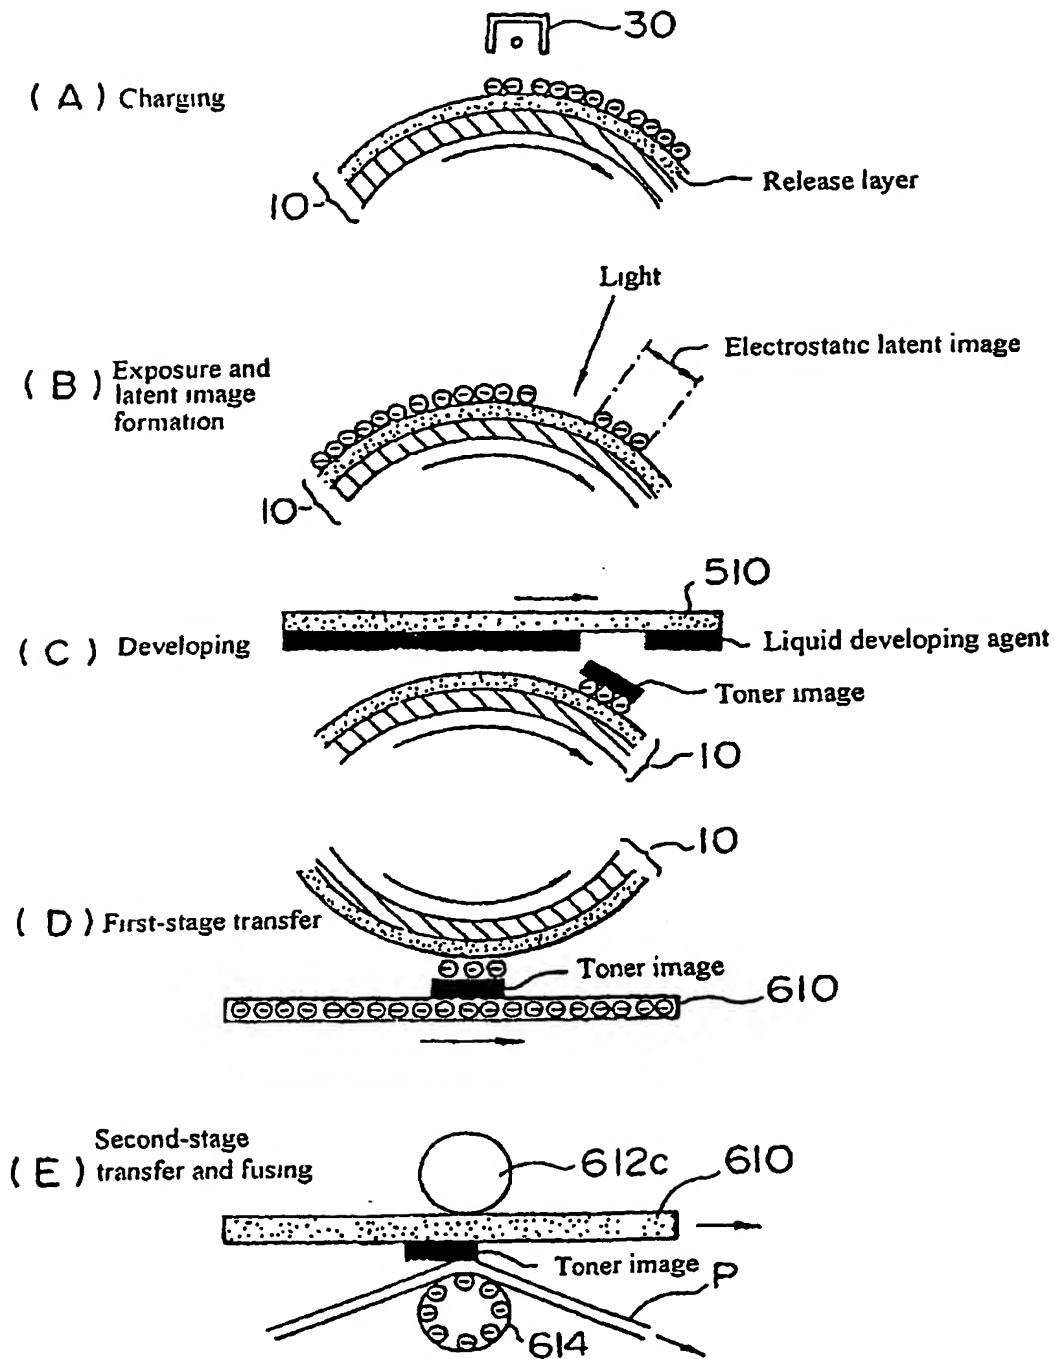 30
( A ) Charging
Release layer
10
Light
Electrostatic latent image
( B ) Exposure and
latent image
formation
10
510
( C ) Developing
Liquid developing agent
Toner image
10
10
( D ) First-stage transfer
Toner image
610
( E ) Second-stage
transfer and fusing
612c
610
Toner image
P
614